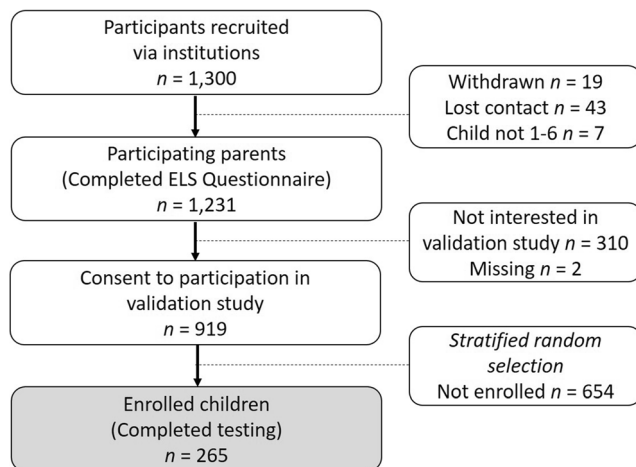 Participants recruited
via institutions
n = 1,300
Withdrawn n = 19
Lost contact n = 43
Child not 1-6 n = 7
Participating parents
(Completed ELS Questionnaire)
n = 1,231
Not interested in
validation study n = 310
Missing n = 2
Consent to participation in
validation study
n = 919
Stratified random
selection
Not enrolled n = 654
Enrolled children
(Completed testing)
n = 265